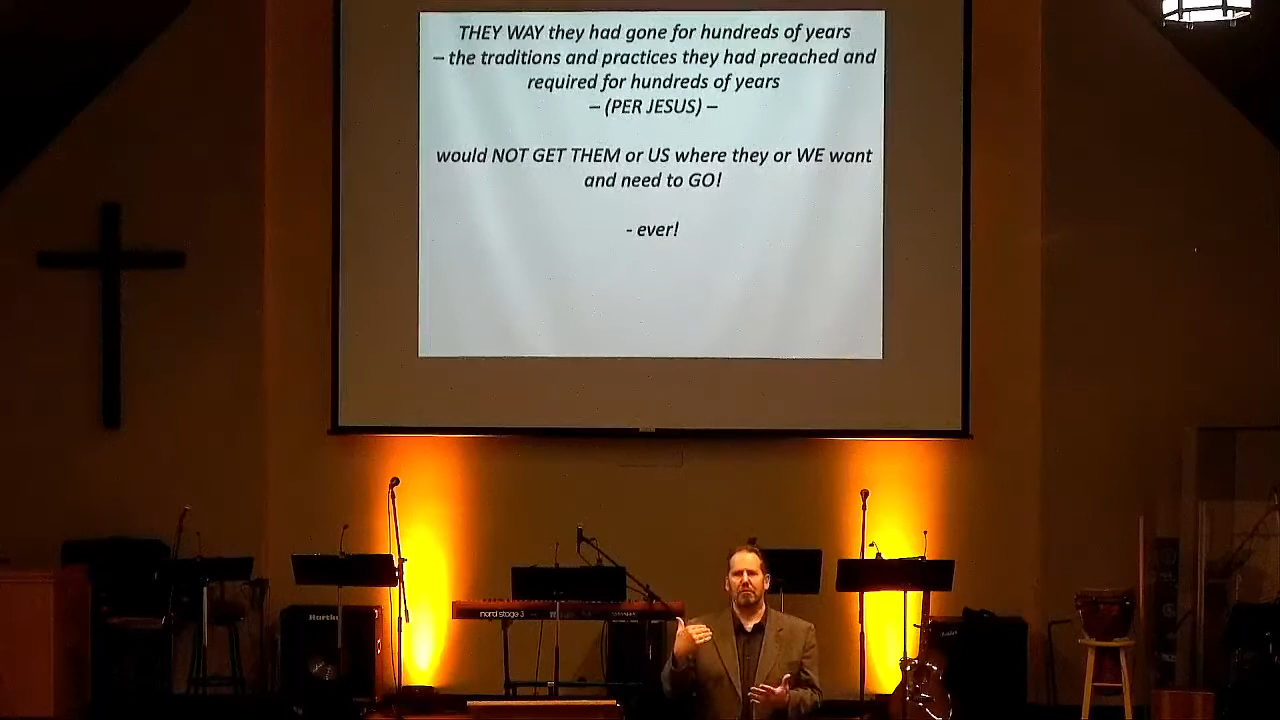 THEY WAY they had gone for hundreds of years
– the traditions and practices they had preached and
required for hundreds of years
– (PER JESUS) –
would NOT GET THEM or US where they or WE want
and need to GO!
- ever!
Hartke
nord stage 3